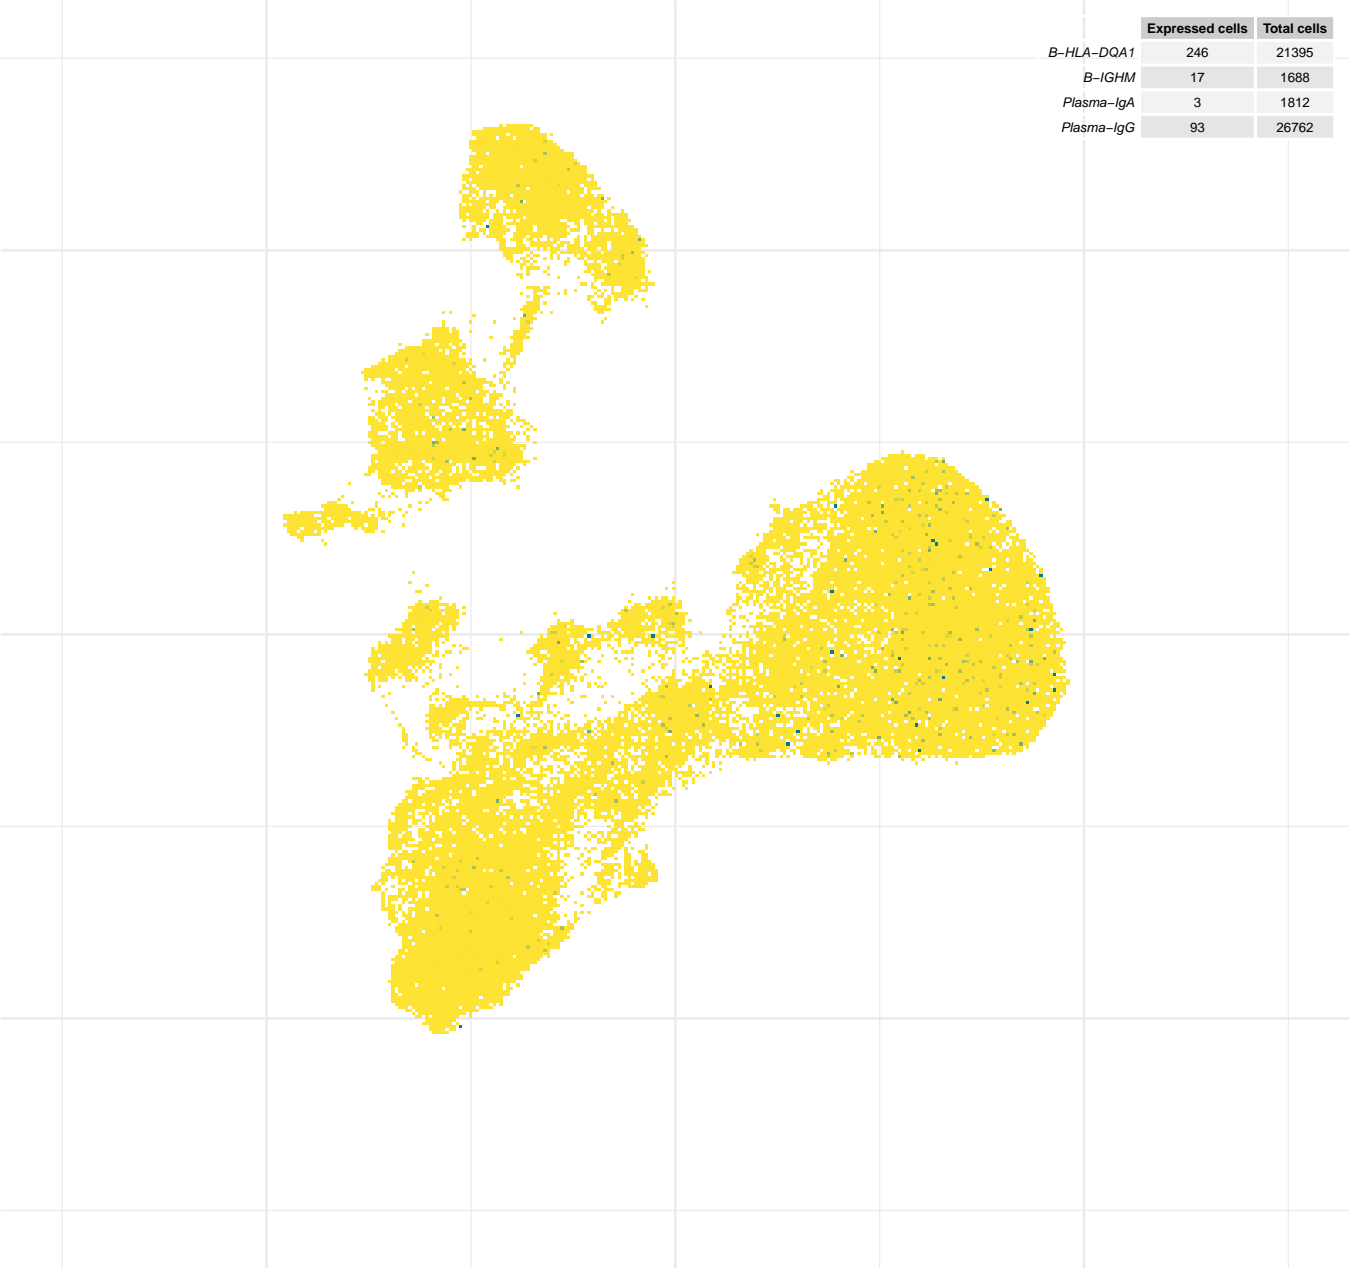 Expressed cells Total cells
B−HLA−DQA1 246 21395
B−IGHM 17 1688
Plasma−IgA 3 1812
Plasma−IgG 93 26762